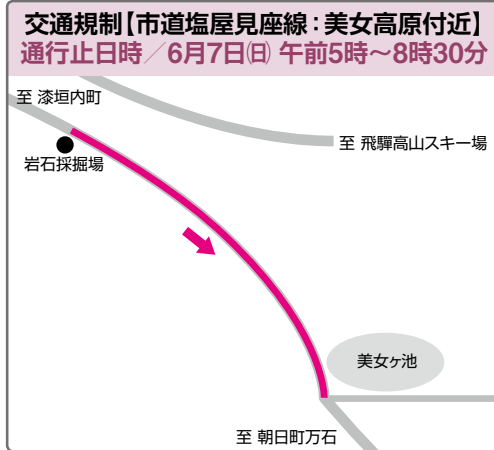 交通規制【市道塩屋見座線：美女高原付近】
通行止日時／6月7日㈰ 午前5時～8時30分
至 漆垣内町
至 飛驒高山スキー場
岩石採掘場
美女ヶ池
至 朝日町万石